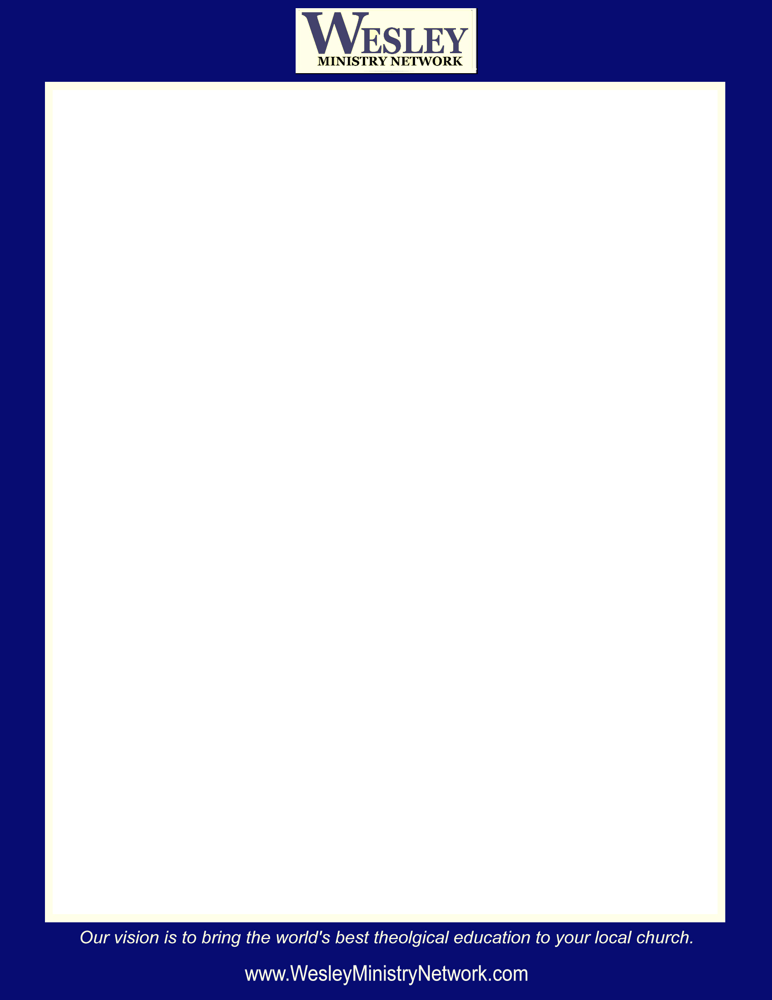 WESLEY
MINISTRY NETWORK
Our vision is to bring the world's best theolgical education to your local church.
www.WesleyMinistryNetwork.com